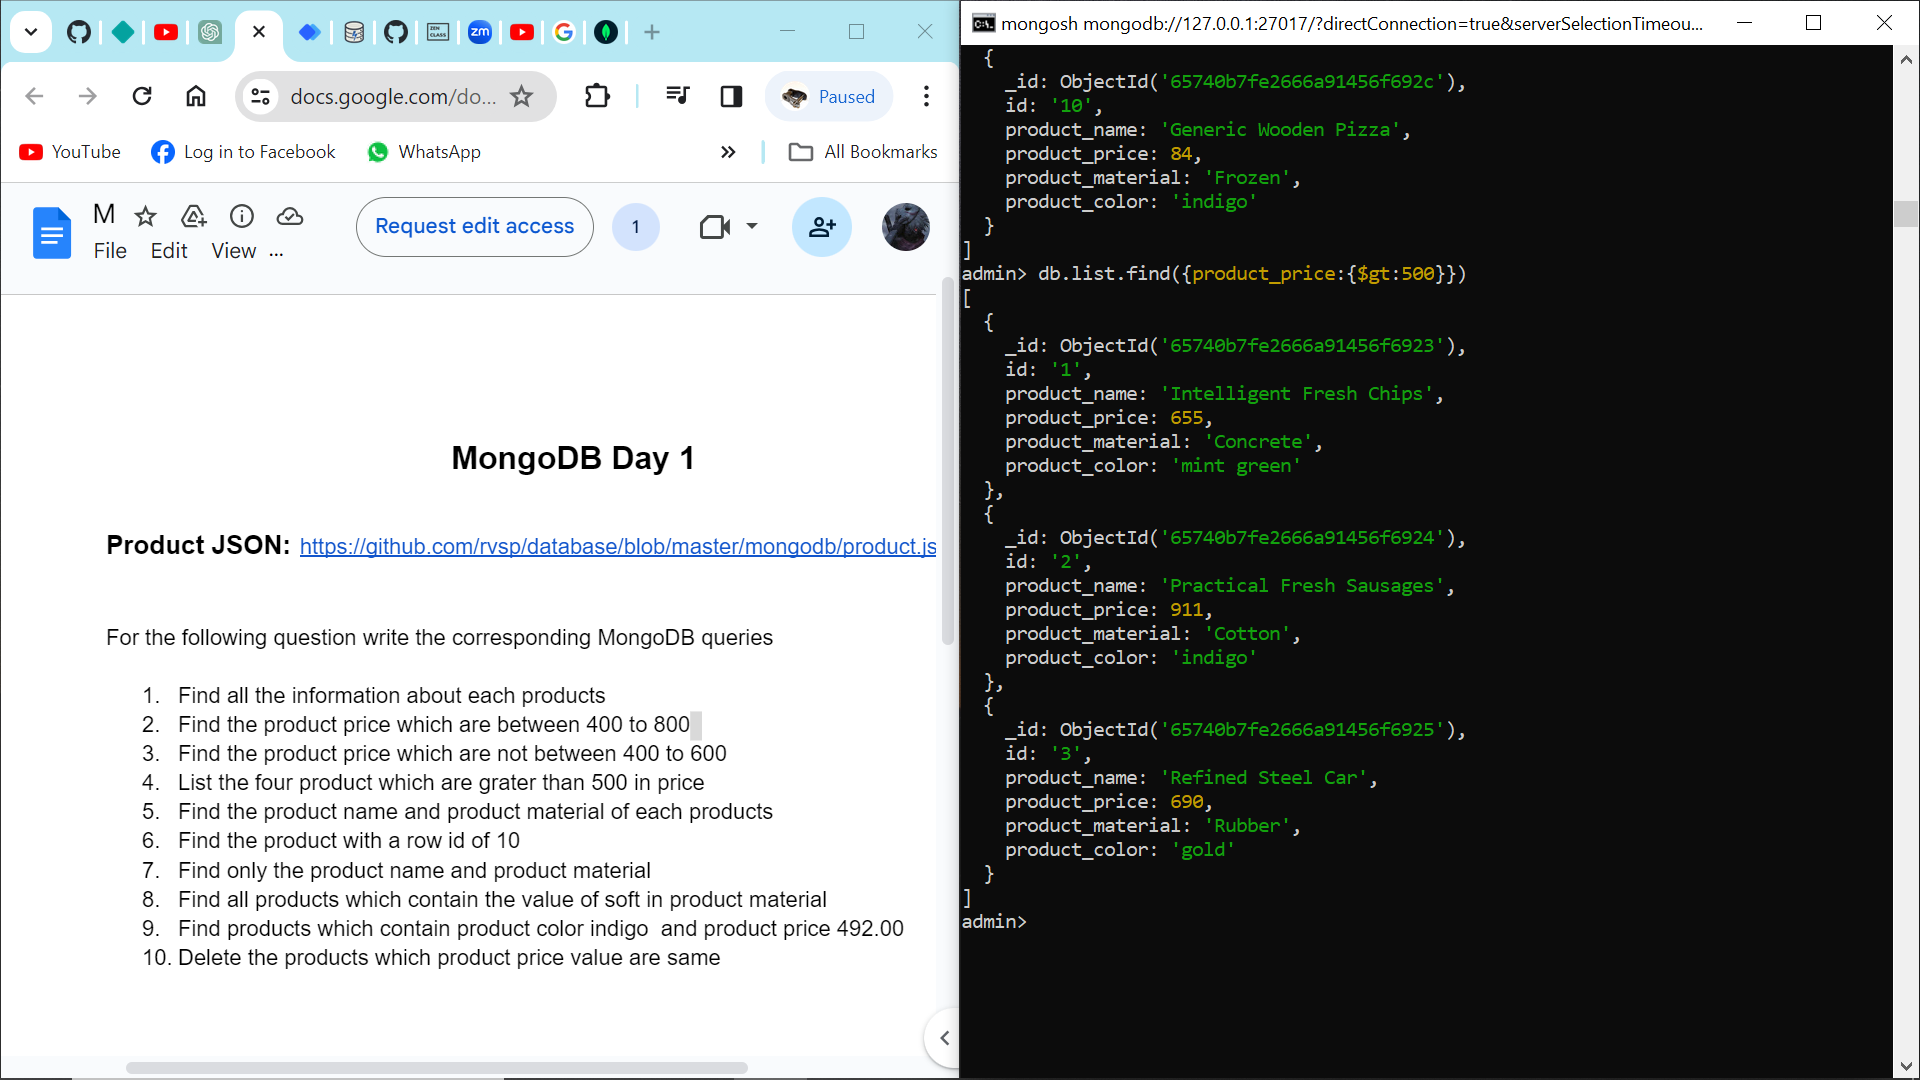 docs.google.com/do...
Paused
YouTube
Log in to Facebook
WhatsApp
All Bookmarks
M
Request edit access
1
File Edit View ...
MongoDB Day 1
Product JSON: https://github.com/rvsp/database/blob/master/mongodb/product.js
For the following question write the corresponding MongoDB queries
1. Find all the information about each products
2. Find the product price which are between 400 to 800
3. Find the product price which are not between 400 to 600
4. List the four product which are grater than 500 in price
5. Find the product name and product material of each products
6. Find the product with a row id of 10
7. Find only the product name and product material
8. Find all products which contain the value of soft in product material
9. Find products which contain product color indigo  and product price 492.00
10. Delete the products which product price value are same
mongosh mongodb://127.0.0.1:27017/?directConnection=true&serverSelectionTimeou...
{
_id: ObjectId('65740b7fe2666a91456f692c'),
id: '10',
product_name: 'Generic Wooden Pizza',
product_price: 84,
product_material: 'Frozen',
product_color: 'indigo'
}
]
admin> db.list.find({product_price:{$gt:500}})
[
{
_id: ObjectId('65740b7fe2666a91456f6923'),
id: '1',
product_name: 'Intelligent Fresh Chips',
product_price: 655,
product_material: 'Concrete',
product_color: 'mint green'
},
{
_id: ObjectId('65740b7fe2666a91456f6924'),
id: '2',
product_name: 'Practical Fresh Sausages',
product_price: 911,
product_material: 'Cotton',
product_color: 'indigo'
},
{
_id: ObjectId('65740b7fe2666a91456f6925'),
id: '3',
product_name: 'Refined Steel Car',
product_price: 690,
product_material: 'Rubber',
product_color: 'gold'
}
]
admin>